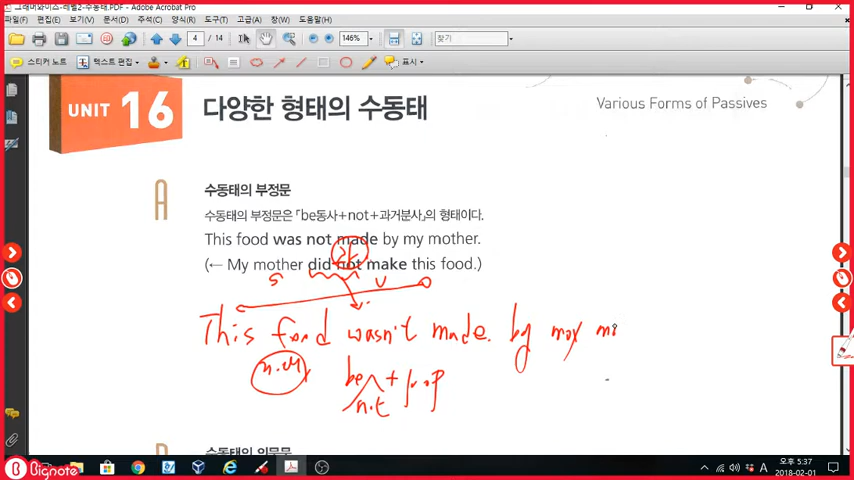 그래머와이즈-레벨2-수동태.PDF - Adobe Acrobat Pro
파일(F) 편집(E) 보기(V) 문서(D) 주석(C) 양식(R) 도구(T) 고급(A) 창(W) 도움말(H)
4 / 14 146% 찾기
스티커 노트 텍스트 편집 표시
UNIT 16 다양한 형태의 수동태 Various Forms of Passives
A 수동태의 부정문
수동태의 부정문은 「be동사+not+과거분사」의 형태이다.
This food was not made by my mother.
(← My mother did not make this food.)
S V O
This food wasn't made by
be + p.p
not
수동태의 의문문
Bignote
A 오후 5:37
2018-02-01